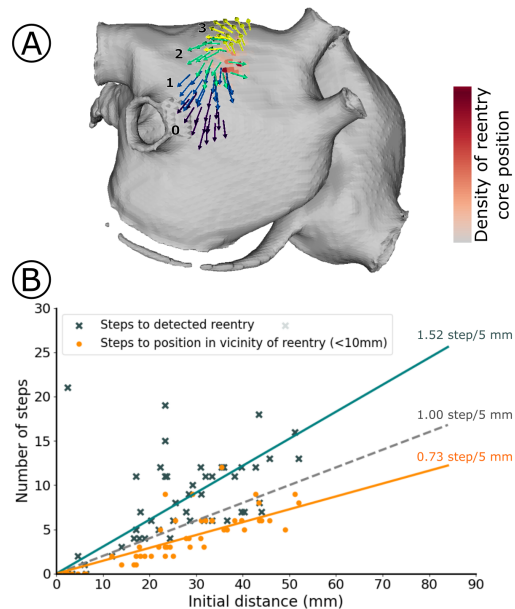 A
3
2
1
0
Density of reentry
core position
B
30
25
20
15
10
5
0
Number of steps
Steps to detected reentry
Steps to position in vicinity of reentry (<10mm)
1.52 step/5 mm
1.00 step/5 mm
0.73 step/5 mm
0 10 20 30 40 50 60 70 80 90
Initial distance (mm)